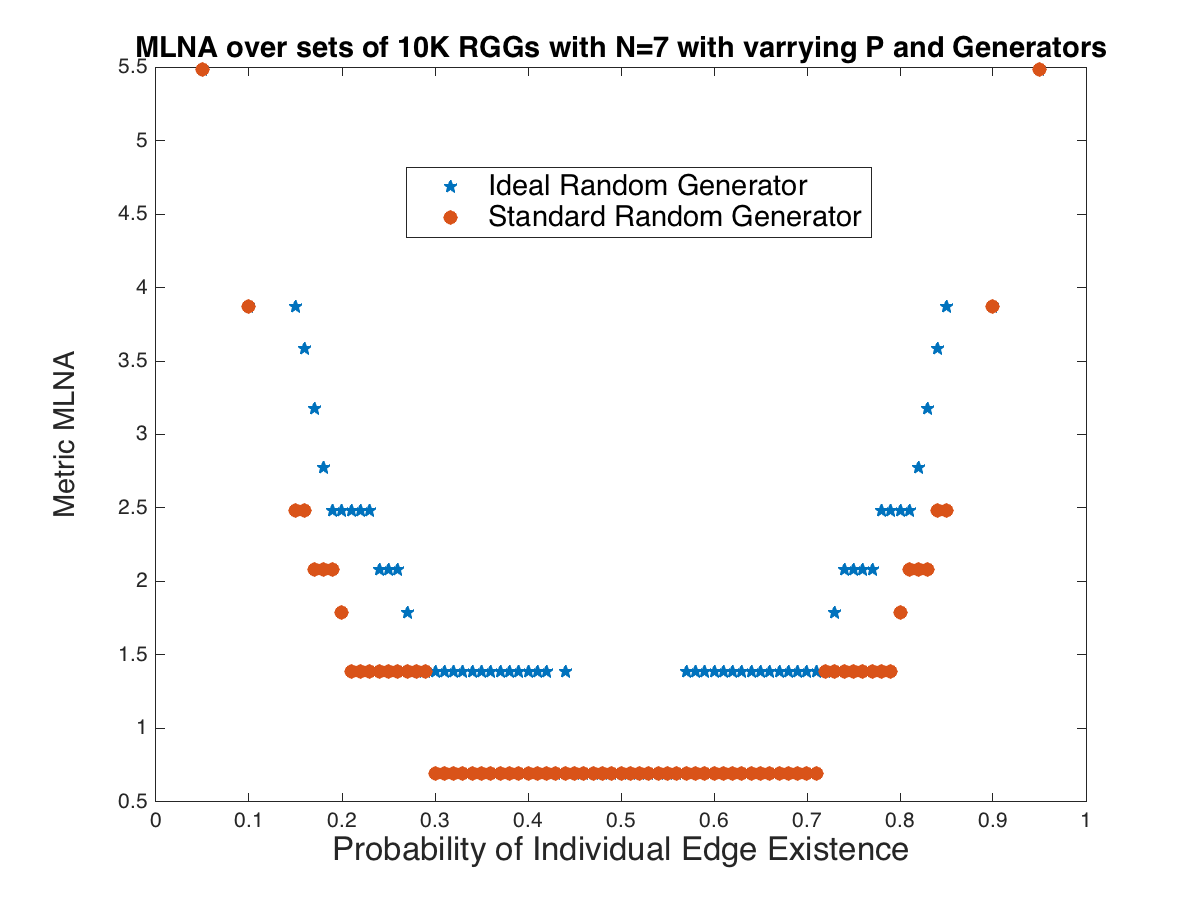 MLNA over sets of 10K RGGs with N=7 with varrying P and Generators
5.5
5
4.5
4
3.5
3
2.5
2
1.5
1
0.5
Metric MLNA
Ideal Random Generator
Standard Random Generator
0 0.1 0.2 0.3 0.4 0.5 0.6 0.7 0.8 0.9 1
Probability of Individual Edge Existence